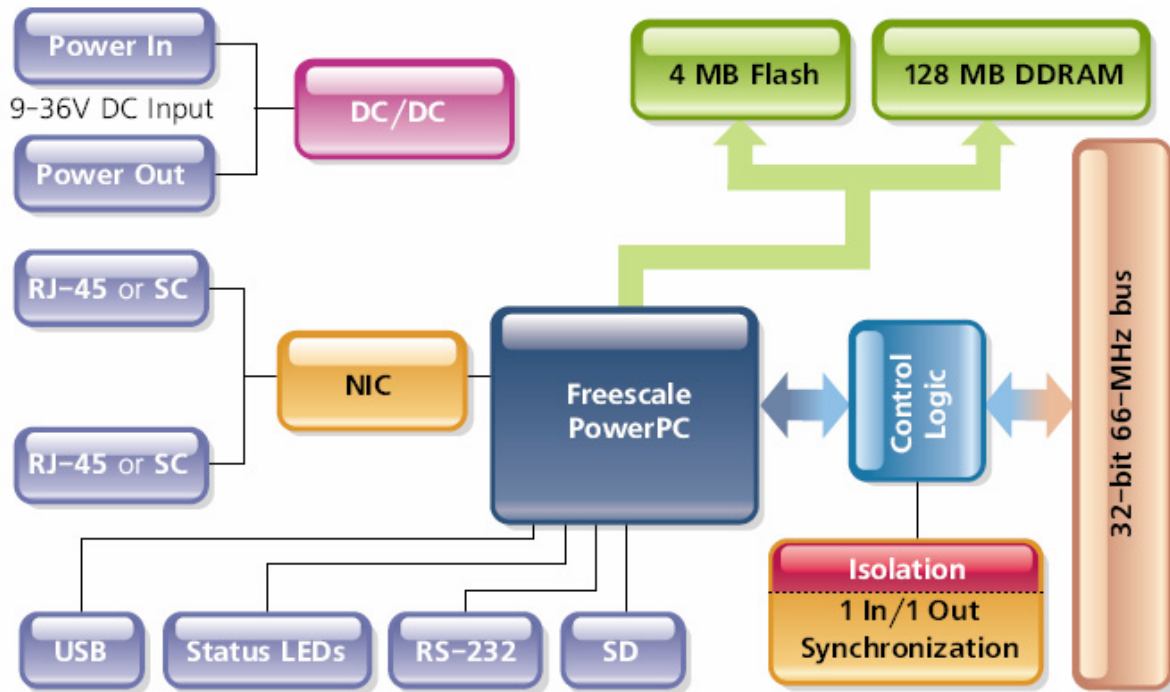 Power In
9-36V DC Input
Power Out
DC/DC
4 MB Flash
128 MB DDRAM
RJ-45 or SC
RJ-45 or SC
NIC
Freescale
PowerPC
Control
Logic
32-bit 66-MHz bus
Isolation
1 In/1 Out
Synchronization
USB
Status LEDs
RS-232
SD